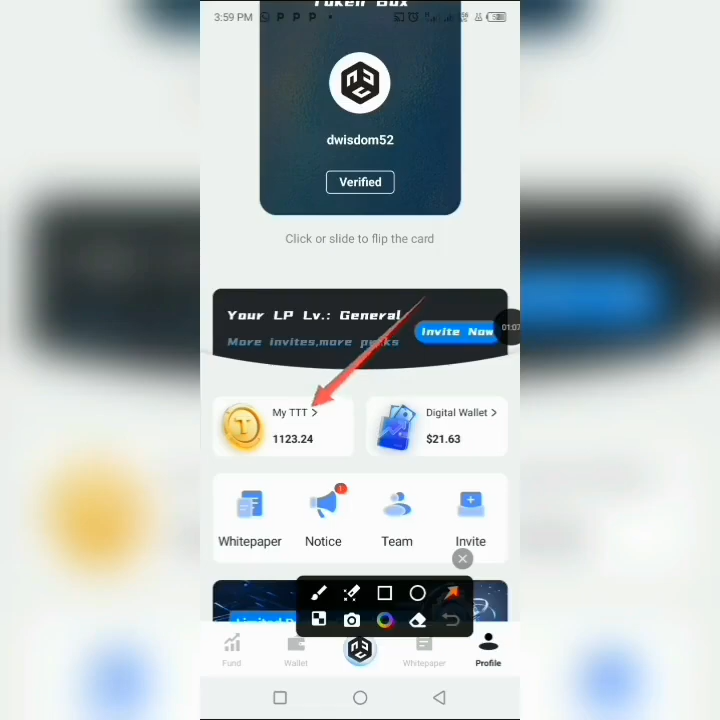 Token Box
3:59 PM P P P
dwisdom52
Verified
Click or slide to flip the card
Your LP Lv.: General
Invite Now
01:07
More invites,more perks
My TTT >
1123.24
Digital Wallet >
$21.63
Whitepaper
Notice
Team
Invite
Fund
Wallet
Whitepaper
Profile